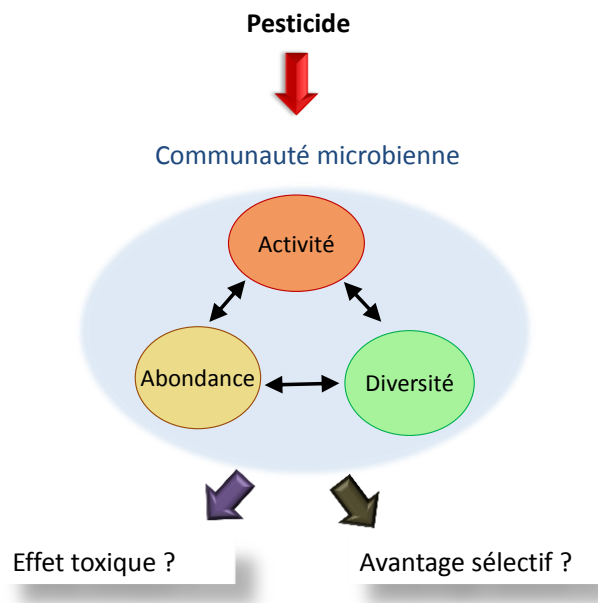 Pesticide
Communauté microbienne
Activité
Abondance
Diversité
Effet toxique ?
Avantage sélectif ?